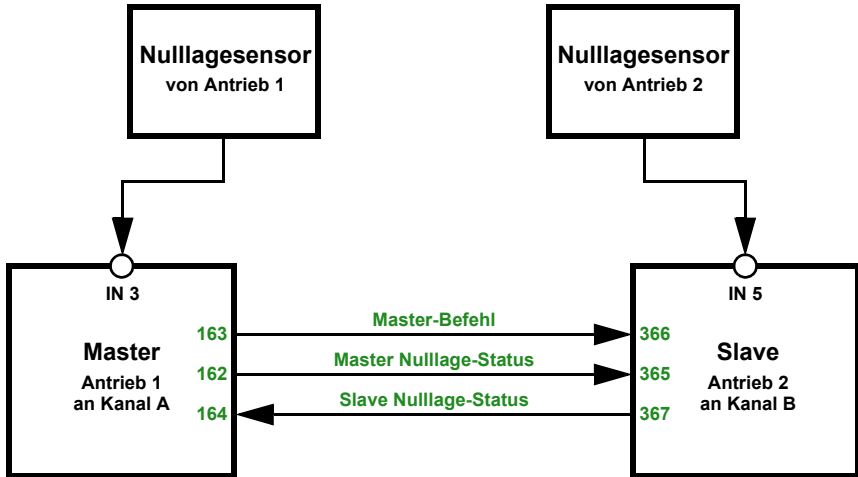 Nulllagesensor
von Antrieb 1
Nulllagesensor
von Antrieb 2
IN 3
IN 5
Master
Antrieb 1
an Kanal A
163
162
164
Master-Befehl
Master Nulllage-Status
Slave Nulllage-Status
366
365
367
Slave
Antrieb 2
an Kanal B